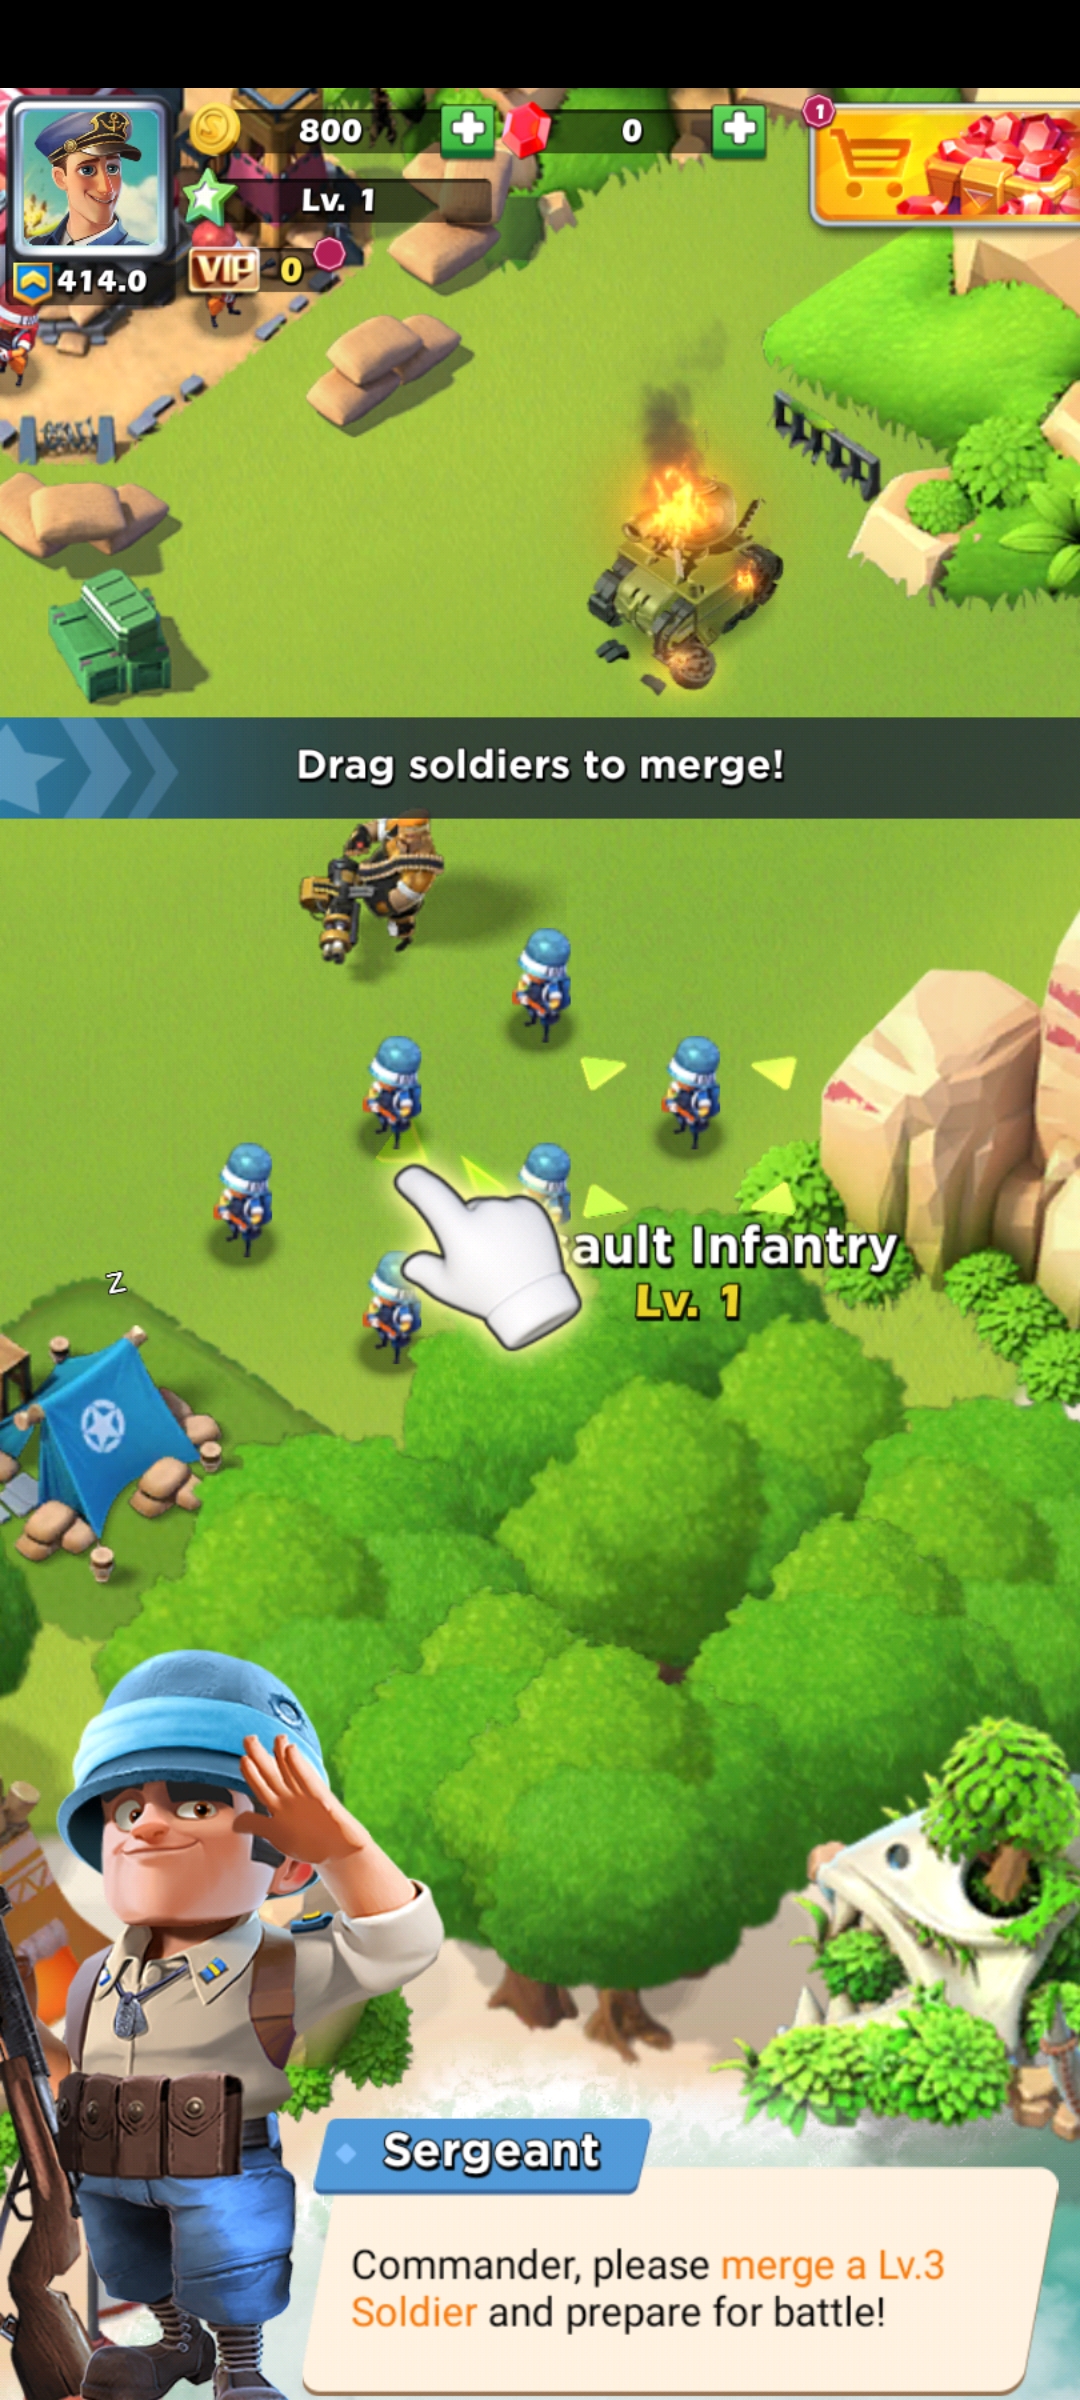 800
0
1
Lv. 1
VIP 0
414.0
Drag soldiers to merge!
Infantry
Lv. 1
Z
Sergeant
Commander, please merge a Lv.3
Soldier and prepare for battle!